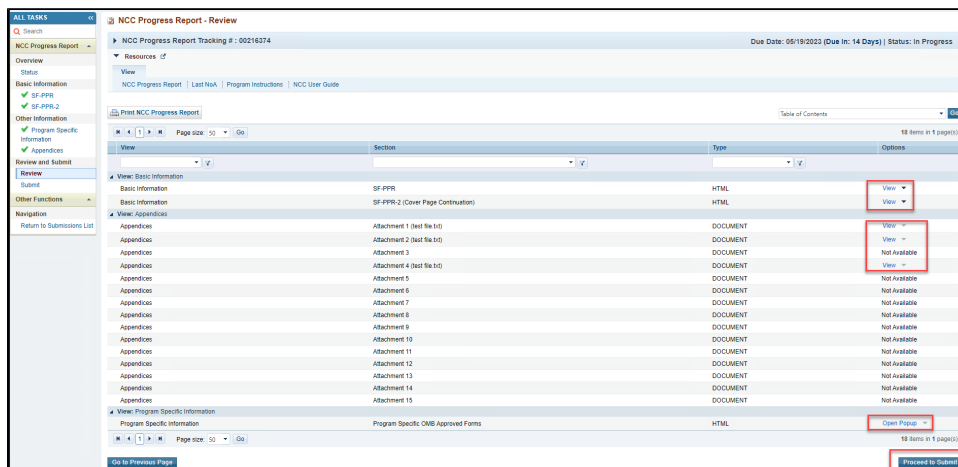 ALL TASKS «
Search
NCC Progress Report
Overview
Status
Basic Information
SF-PPR
SF-PPR-2
Other Information
Program Specific
Information
Appendices
Review and Submit
Review
Submit
Other Functions
Navigation
Return to Submissions List
NCC Progress Report - Review
NCC Progress Report Tracking # : 00216374 Due Date: 05/19/2023 (Due In: 14 Days) | Status: In Progress
Resources
View
NCC Progress Report | Last NoA | Program Instructions | NCC User Guide
Print NCC Progress Report Table of Contents Go
1 Page size: 50 Go 18 items in 1 page(s)
View Section Type Options
View: Basic Information
Basic Information SF-PPR HTML View
Basic Information SF-PPR-2 (Cover Page Continuation) HTML View
View: Appendices
Appendices Attachment 1 (test file.txt) DOCUMENT View
Appendices Attachment 2 (test file.txt) DOCUMENT View
Appendices Attachment 3 DOCUMENT Not Available
Appendices Attachment 4 (test file.txt) DOCUMENT View
Appendices Attachment 5 DOCUMENT Not Available
Appendices Attachment 6 DOCUMENT Not Available
Appendices Attachment 7 DOCUMENT Not Available
Appendices Attachment 8 DOCUMENT Not Available
Appendices Attachment 9 DOCUMENT Not Available
Appendices Attachment 10 DOCUMENT Not Available
Appendices Attachment 11 DOCUMENT Not Available
Appendices Attachment 12 DOCUMENT Not Available
Appendices Attachment 13 DOCUMENT Not Available
Appendices Attachment 14 DOCUMENT Not Available
Appendices Attachment 15 DOCUMENT Not Available
View: Program Specific Information
Program Specific Information Program Specific OMB Approved Forms HTML Open Popup
1 Page size: 50 Go 18 items in 1 page(s)
Go to Previous Page Proceed to Submit